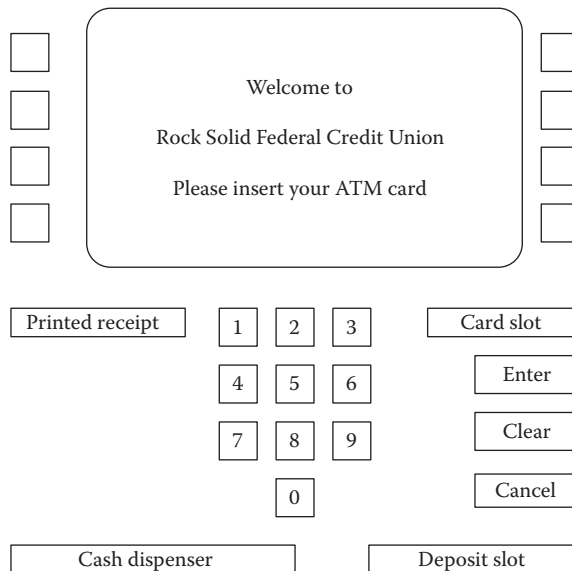 Welcome to
Rock Solid Federal Credit Union
Please insert your ATM card
Printed receipt
1 2 3
Card slot
4 5 6
Enter
7 8 9
Clear
0
Cancel
Cash dispenser
Deposit slot